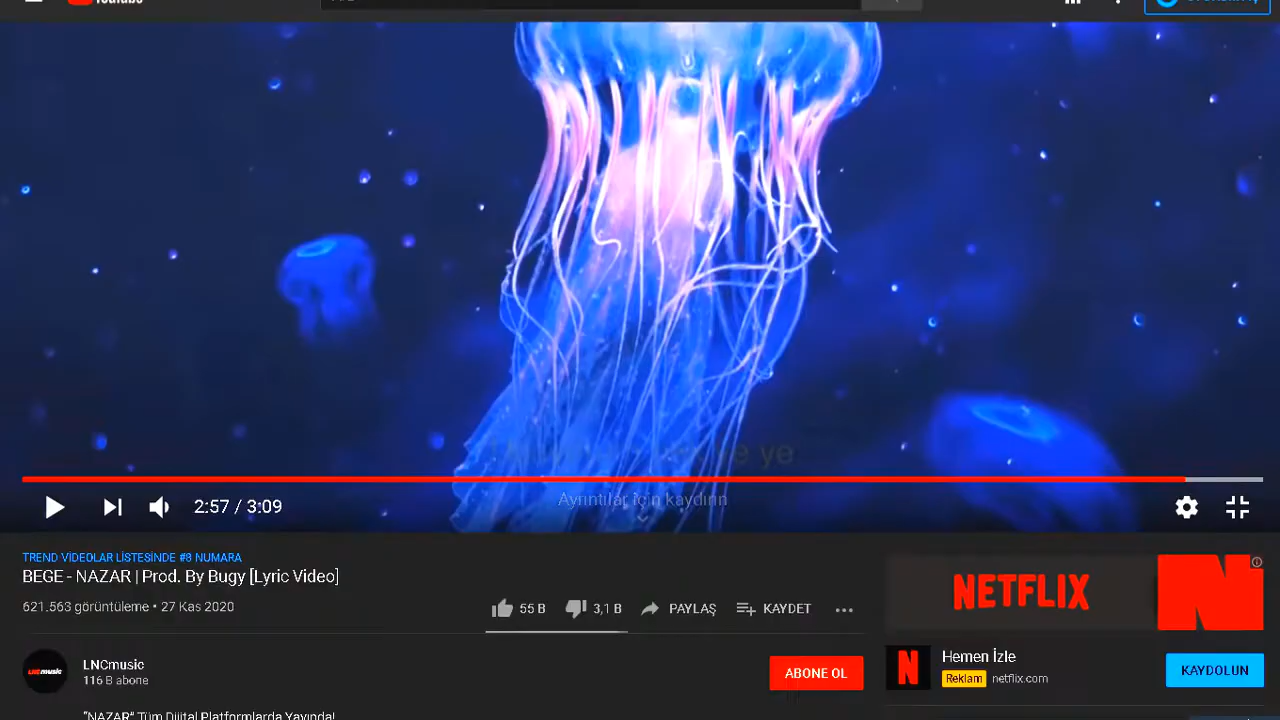 ye
Ayrıntılar için kaydırın
2:57 / 3:09
TREND VİDEOLAR LİSTESİNDE #8 NUMARA
BEGE - NAZAR | Prod. By Bugy [Lyric Video]
621.563 görüntüleme • 27 Kas 2020
55 B
3,1 B
PAYLAŞ
KAYDET
LNCmusic
LNCmusic
116 B abone
ABONE OL
"NAZAR" Tüm Dijital Platformlarda Yayında!
NETFLIX
N
N
Hemen İzle
Reklam netflix.com
KAYDOLUN